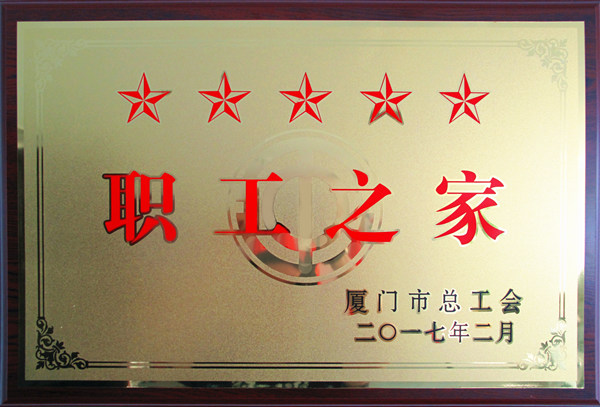 职工之家
厦门市总工会
二〇一七年二月